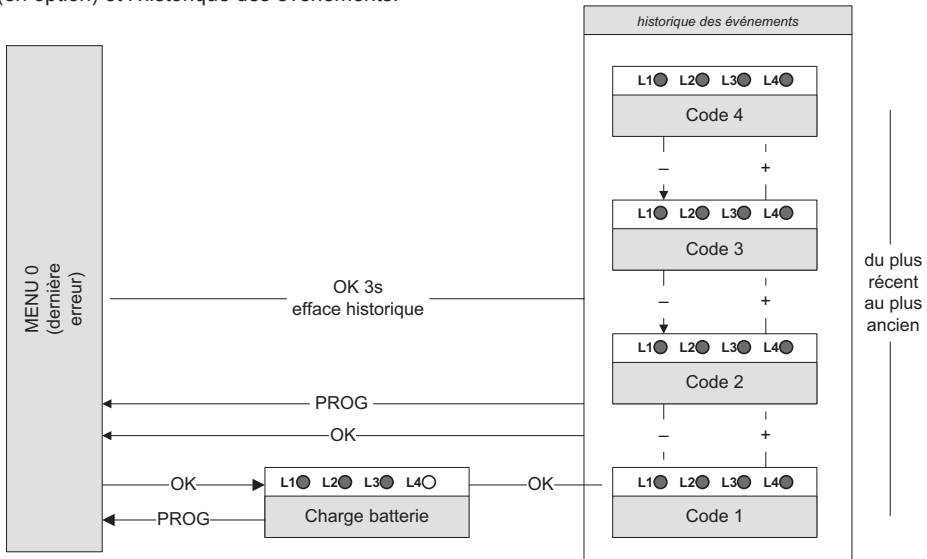 (en option) et l'historique des événements.
historique des événements
L1 L2 L3 L4
Code 4
– +
L1 L2 L3 L4
Code 3
MENU 0
(dernière
erreur)
OK 3s
efface historique
– +
du plus
récent
au plus
ancien
L1 L2 L3 L4
Code 2
PROG
OK
– +
OK
L1 L2 L3 L4
OK
L1 L2 L3 L4
PROG
Charge batterie
Code 1